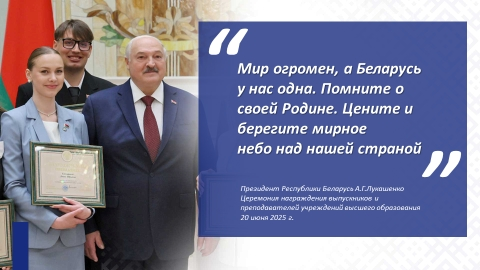 Мир огромен, а Беларусь
у нас одна. Помните о
своей Родине. Цените и
берегите мирное
небо над нашей страной
Президент Республики Беларусь А.Г.Лукашенко
Церемония награждения выпускников и
преподавателей учреждений высшего образования
20 июня 2025 г.